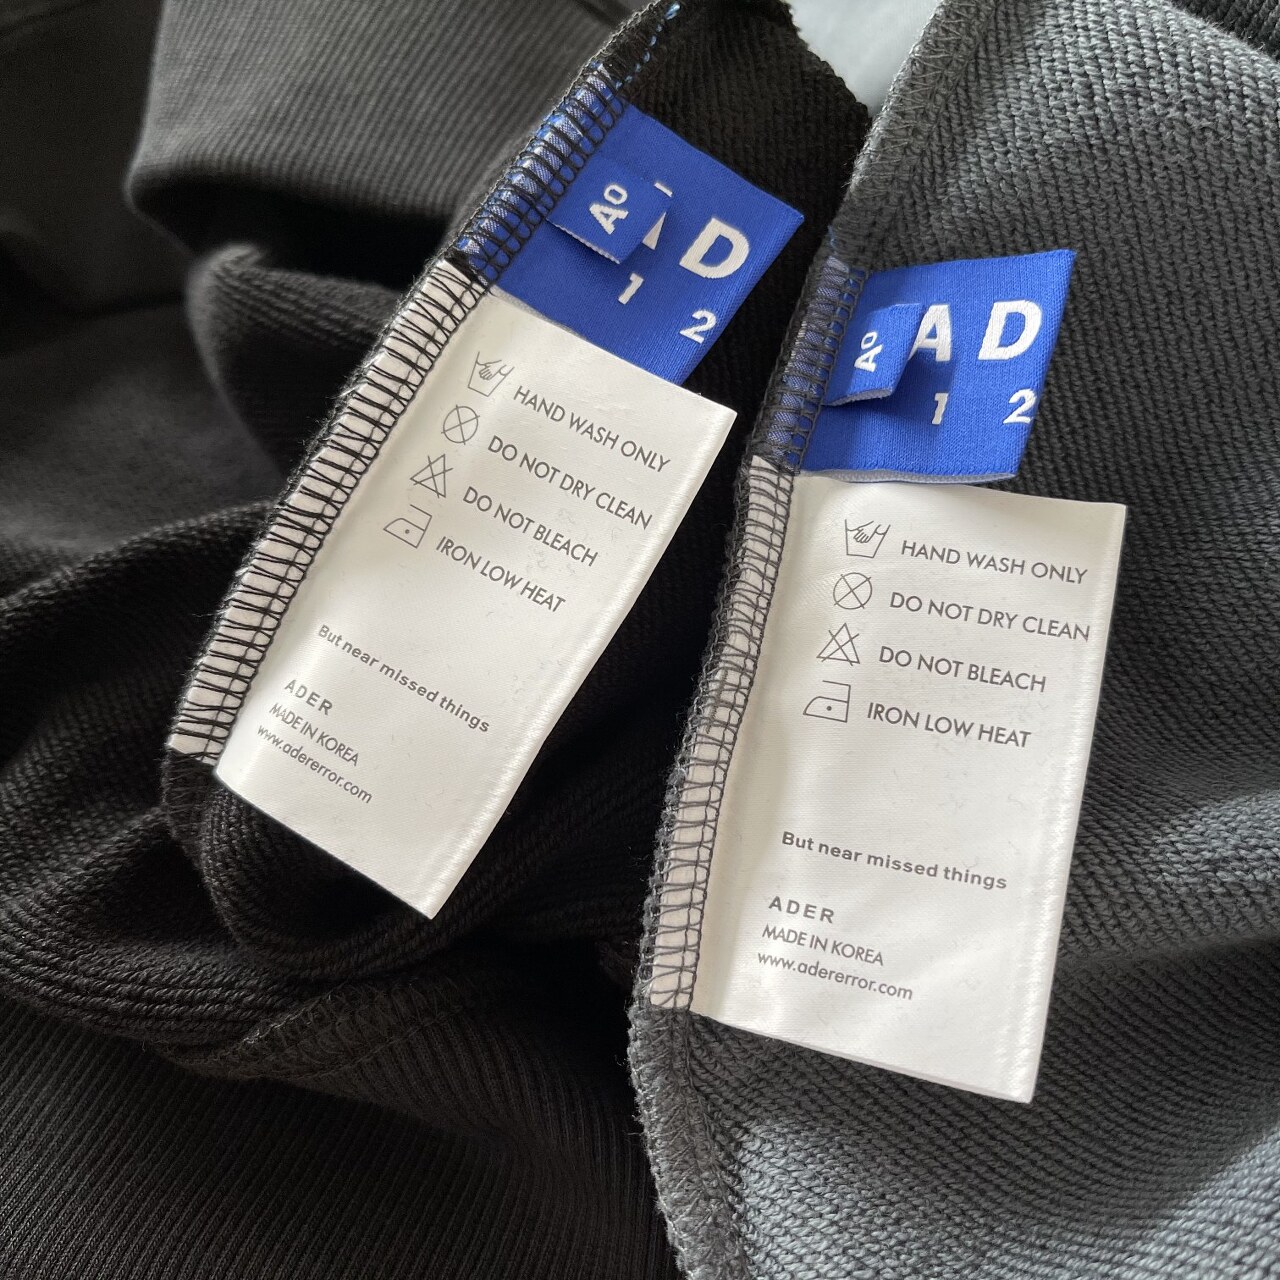 Ao
A D
1 2
HAND WASH ONLY
DO NOT DRY CLEAN
DO NOT BLEACH
IRON LOW HEAT
But near missed things
ADER
MADE IN KOREA
www.adererror.com
Ao
A D
1 2
HAND WASH ONLY
DO NOT DRY CLEAN
DO NOT BLEACH
IRON LOW HEAT
But near missed things
ADER
MADE IN KOREA
www.adererror.com